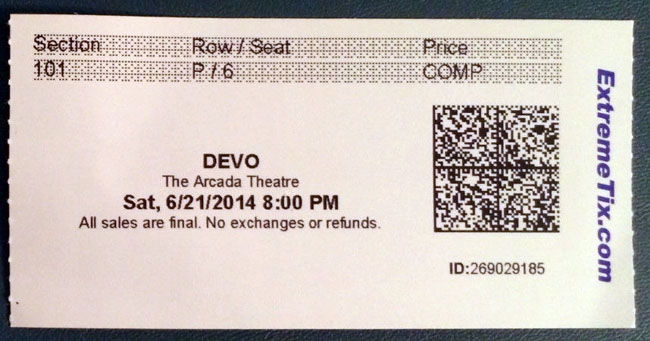 Section Row / Seat Price
101 P / 6 COMP
DEVO
The Arcada Theatre
Sat, 6/21/2014 8:00 PM
All sales are final. No exchanges or refunds.
ID:269029185
ExtremeTix.com